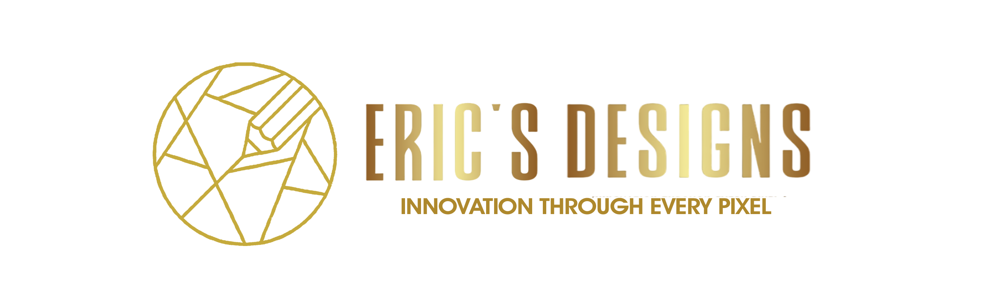 ERIC'S DESIGNS
INNOVATION THROUGH EVERY PIXEL